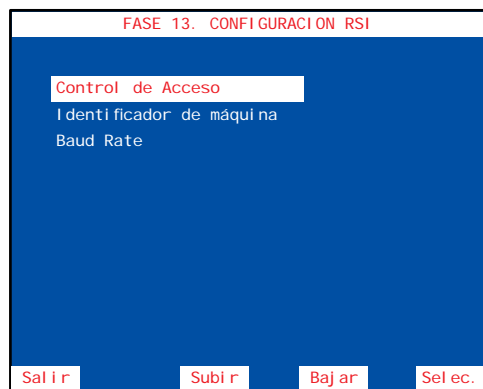 FASE 13. CONFIGURACION RSI
Control de Acceso
Identificador de máquina
Baud Rate
Salir Subir Bajar Selec.